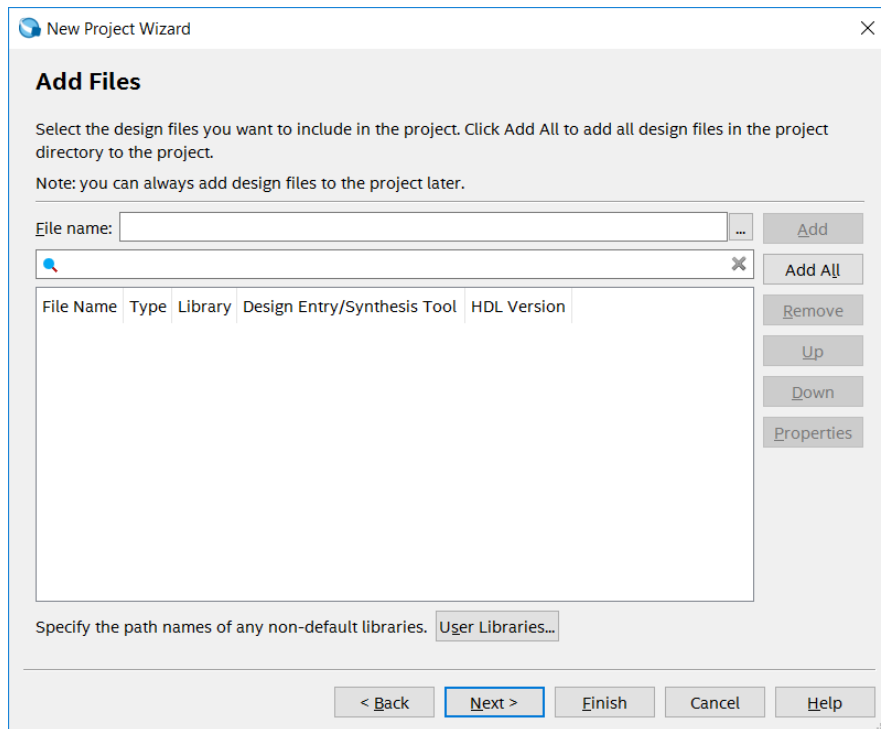 New Project Wizard
Add Files
Select the design files you want to include in the project. Click Add All to add all design files in the project
directory to the project.
Note: you can always add design files to the project later.
File name: ... Add
Add All
File Name Type Library Design Entry/Synthesis Tool HDL Version
Remove
Up
Down
Properties
Specify the path names of any non-default libraries. User Libraries...
< Back Next > Finish Cancel Help